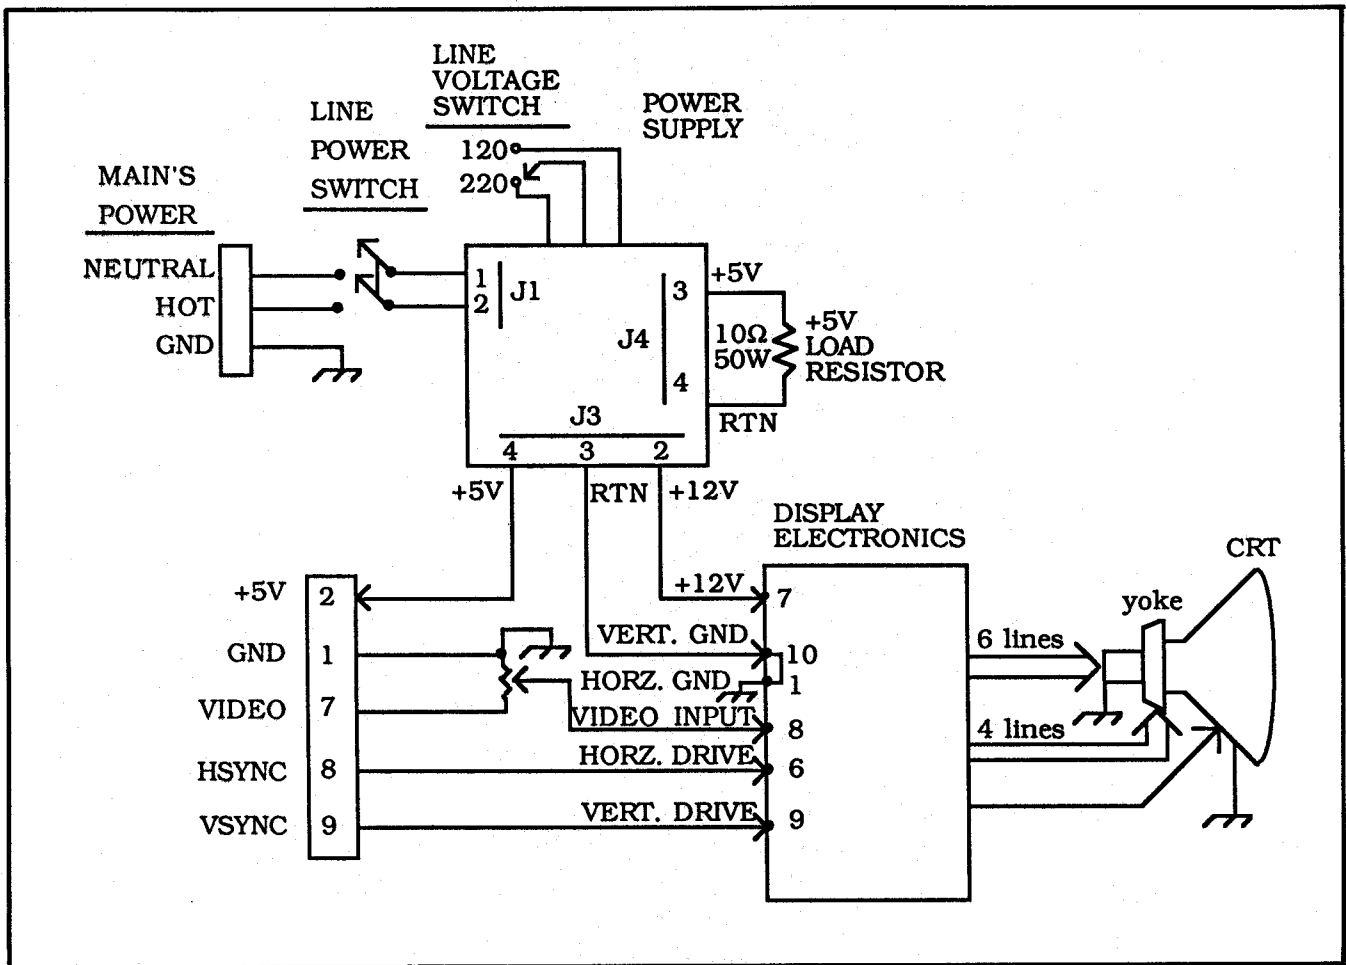 LINE
VOLTAGE
SWITCH
120
220
LINE
POWER
SWITCH
POWER
SUPPLY
MAIN'S
POWER
NEUTRAL
HOT
GND
1
2
J1
3
J4
4
+5V
10Ω
50W
+5V
LOAD
RESISTOR
RTN
J3
4 3 2
+5V
RTN
+12V
DISPLAY
ELECTRONICS
CRT
+5V
2
+12V
7
yoke
GND
1
VERT. GND
10
6 lines
HORZ. GND
1
VIDEO
7
VIDEO INPUT
8
4 lines
HSYNC
8
HORZ. DRIVE
6
VSYNC
9
VERT. DRIVE
9